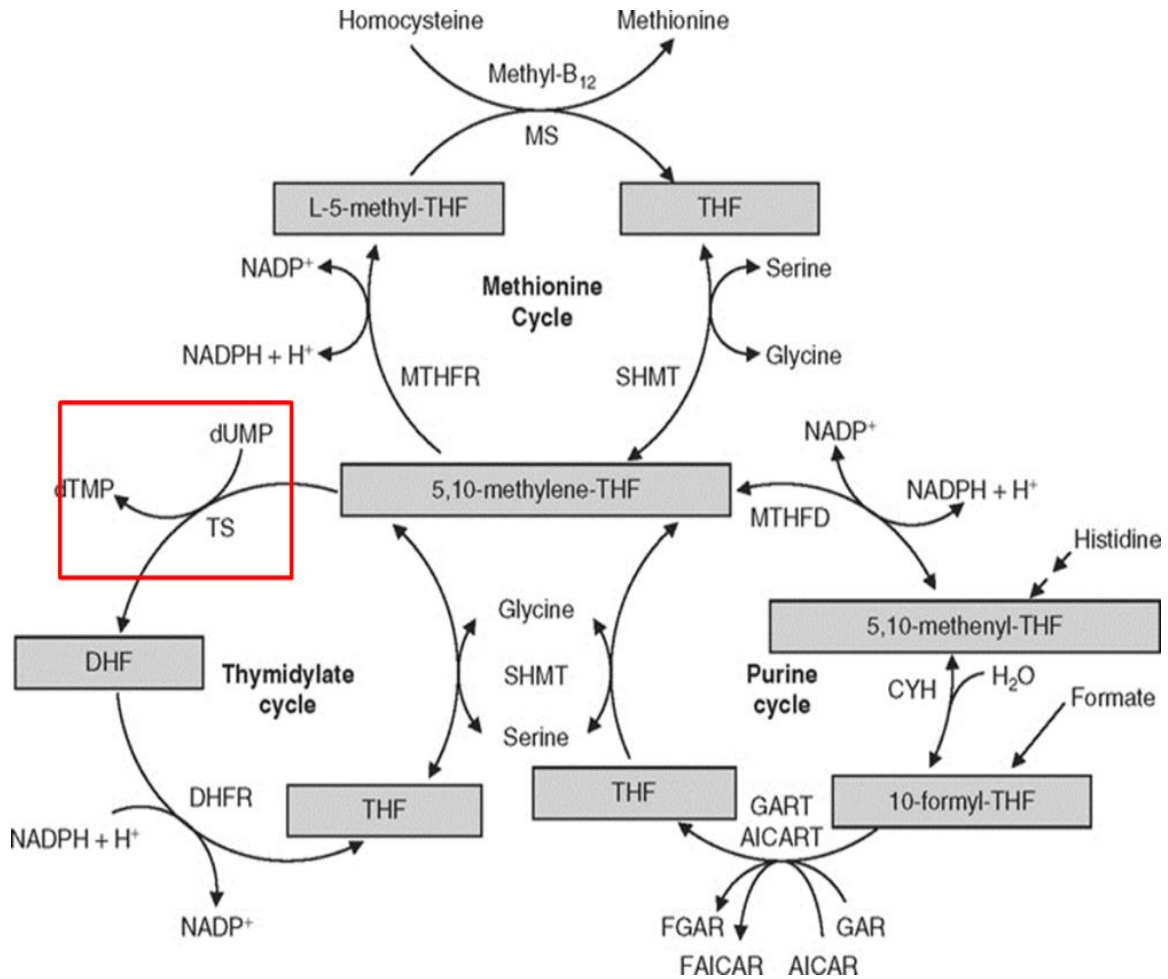 Homocysteine
Methionine
Methyl-B₁₂
MS
L-5-methyl-THF
THF
NADP⁺
Serine
Methionine
Cycle
NADPH + H⁺
Glycine
MTHFR
SHMT
dUMP
NADP⁺
dTMP
5,10-methylene-THF
NADPH + H⁺
TS
MTHFD
Histidine
Glycine
5,10-methenyl-THF
DHF
Thymidylate
cycle
SHMT
Purine
cycle
CYH
H₂O
Formate
Serine
DHFR
THF
THF
GART
AICART
10-formyl-THF
NADPH + H⁺
NADP⁺
FGAR
GAR
FAICAR
AICAR